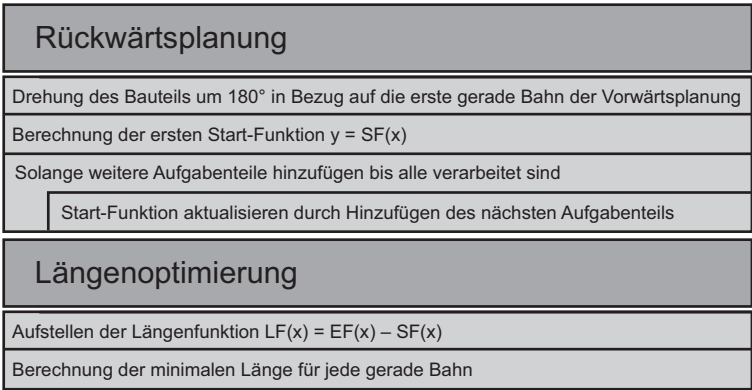 Rückwärtsplanung
Drehung des Bauteils um 180° in Bezug auf die erste gerade Bahn der Vorwärtsplanung
Berechnung der ersten Start-Funktion y = SF(x)
Solange weitere Aufgabenteile hinzufügen bis alle verarbeitet sind
Start-Funktion aktualisieren durch Hinzufügen des nächsten Aufgabenteils
Längenoptimierung
Aufstellen der Längenfunktion LF(x) = EF(x) – SF(x)
Berechnung der minimalen Länge für jede gerade Bahn